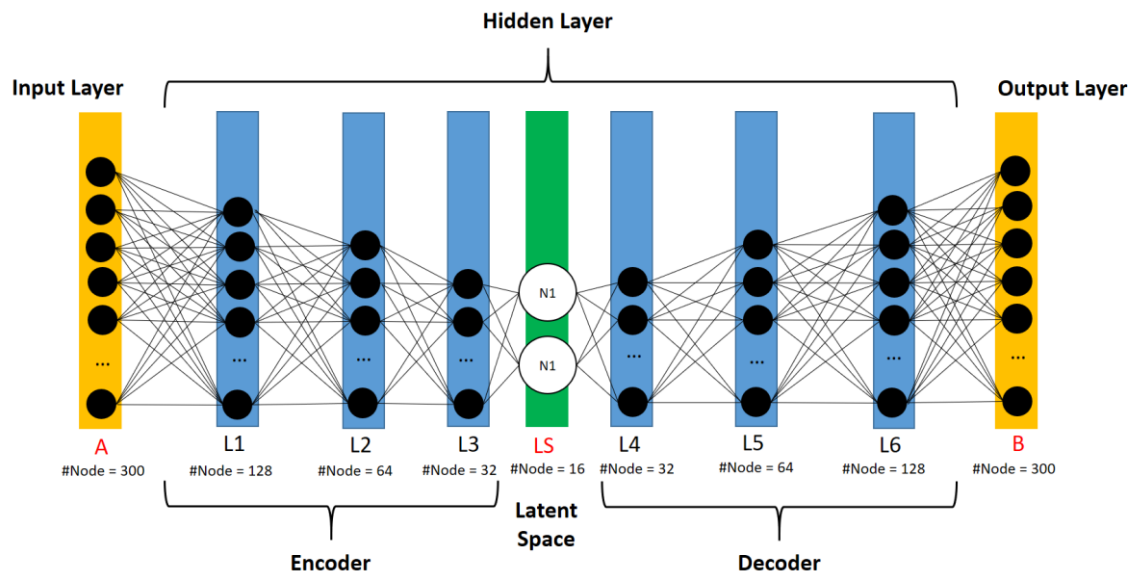 Hidden Layer
Input Layer
Output Layer
N1
N1
...
...
...
...
...
...
...
...
A
L1
L2
L3
LS
L4
L5
L6
B
#Node = 300
#Node = 128
#Node = 64
#Node = 32
#Node = 16
#Node = 32
#Node = 64
#Node = 128
#Node = 300
Latent
Space
Encoder
Decoder